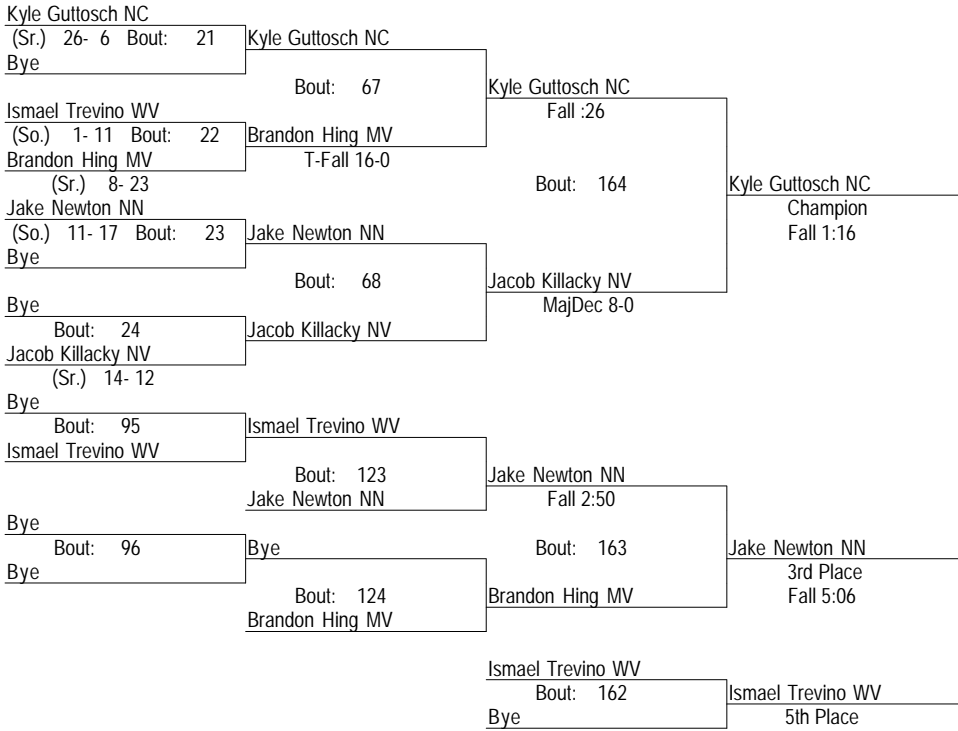 Kyle Guttosch NC
(Sr.) 26- 6 Bout: 21 Kyle Guttosch NC
Bye
Bout: 67 Kyle Guttosch NC
Ismael Trevino WV Fall :26
(So.) 1- 11 Bout: 22 Brandon Hing MV
Brandon Hing MV T-Fall 16-0
(Sr.) 8- 23 Bout: 164 Kyle Guttosch NC
Jake Newton NN Champion
(So.) 11- 17 Bout: 23 Jake Newton NN Fall 1:16
Bye
Bout: 68 Jacob Killacky NV
Bye MajDec 8-0
Bout: 24 Jacob Killacky NV
Jacob Killacky NV
(Sr.) 14- 12
Bye
Bout: 95 Ismael Trevino WV
Ismael Trevino WV
Bout: 123 Jake Newton NN
Jake Newton NN Fall 2:50
Bye
Bout: 96 Bye Bout: 163 Jake Newton NN
Bye 3rd Place
Bout: 124 Brandon Hing MV Fall 5:06
Brandon Hing MV
Ismael Trevino WV
Bout: 162 Ismael Trevino WV
Bye 5th Place